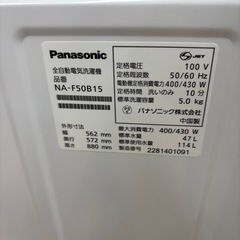 Panasonic
全自動電気洗濯機
品番
NA-F50B15
外形寸法
幅 562 mm
奥行 572 mm
高さ 880 mm
JET
定格電圧 100 V
定格周波数 50/60 Hz
電動機定格消費電力 400/430 W
定格時間 洗いのみ 10 分
標準洗濯容量 5.0 kg
パナソニック株式会社
中国製
最大消費電力 400/430 W
標準水量 47 L
標準使用水量 114 L
製造番号 2281401091